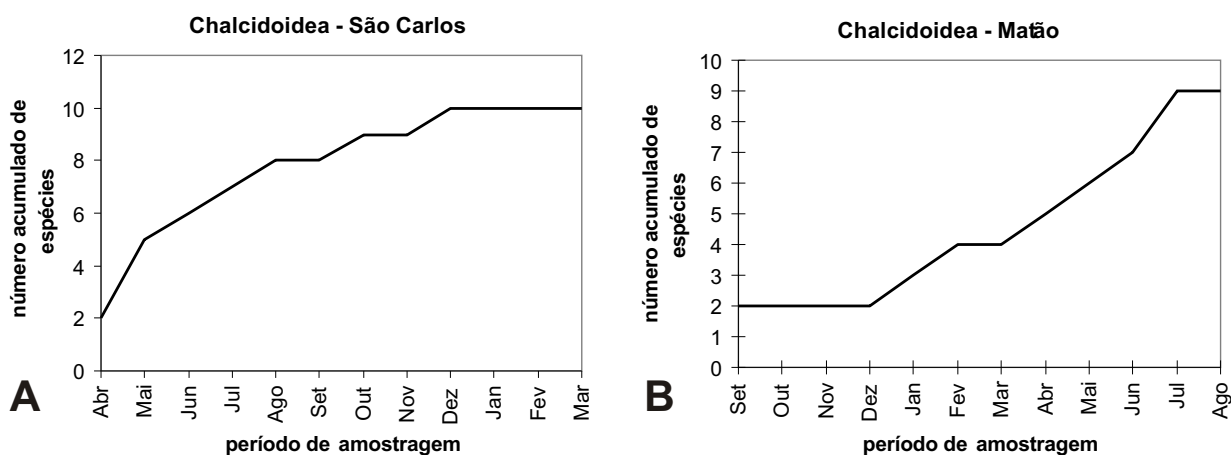 Chalcidoidea - São Carlos
número acumulado de
espécies
12
10
8
6
4
2
0
Abr
Mai
Jun
Jul
Ago
Set
Out
Nov
Dez
Jan
Fev
Mar
período de amostragem
A
Chalcidoidea - Matão
número acumulado de
espécies
10
9
8
7
6
5
4
3
2
1
0
Set
Out
Nov
Dez
Jan
Fev
Mar
Abr
Mai
Jun
Jul
Ago
período de amostragem
B